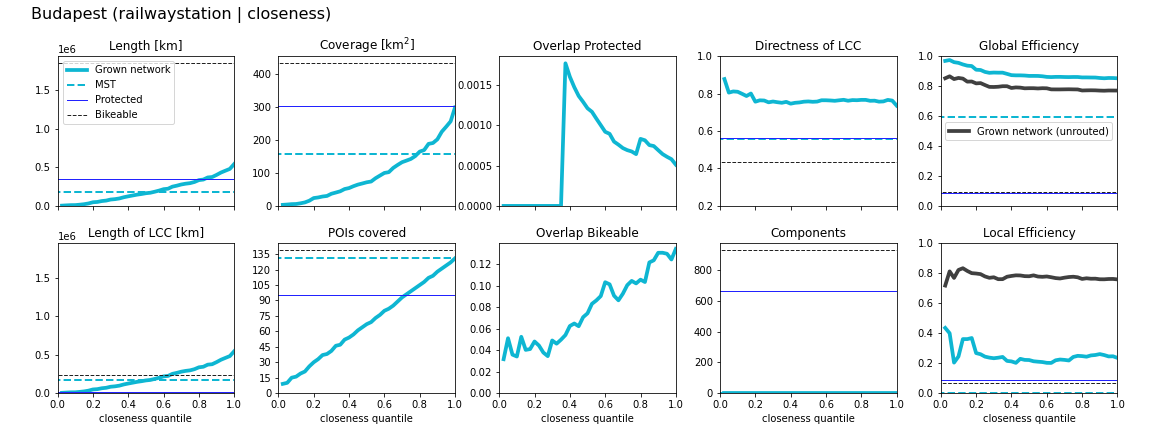 Budapest (railwaystation | closeness)
Length [km]
Coverage [km²]
Overlap Protected
Directness of LCC
Global Efficiency
1e6
Grown network
MST
Protected
Bikeable
1.5
1.0
0.5
0.0
400
300
200
100
0
0.0015
0.0010
0.0005
0.0000
1.0
0.8
0.6
0.4
0.2
1.0
0.8
0.6
0.4
0.2
0.0
Grown network (unrouted)
Length of LCC [km]
POIs covered
Overlap Bikeable
Components
Local Efficiency
1e6
1.5
1.0
0.5
0.0
135
120
105
90
75
60
45
30
15
0
0.12
0.10
0.08
0.06
0.04
0.02
0.00
800
600
400
200
0
1.0
0.8
0.6
0.4
0.2
0.0
0.0 0.2 0.4 0.6 0.8 1.0
0.2 0.4 0.6 0.8 1.0
0.0 0.2 0.4 0.6 0.8 1.0
0.0 0.2 0.4 0.6 0.8 1.0
0.0 0.2 0.4 0.6 0.8 1.0
closeness quantile
closeness quantile
closeness quantile
closeness quantile
closeness quantile